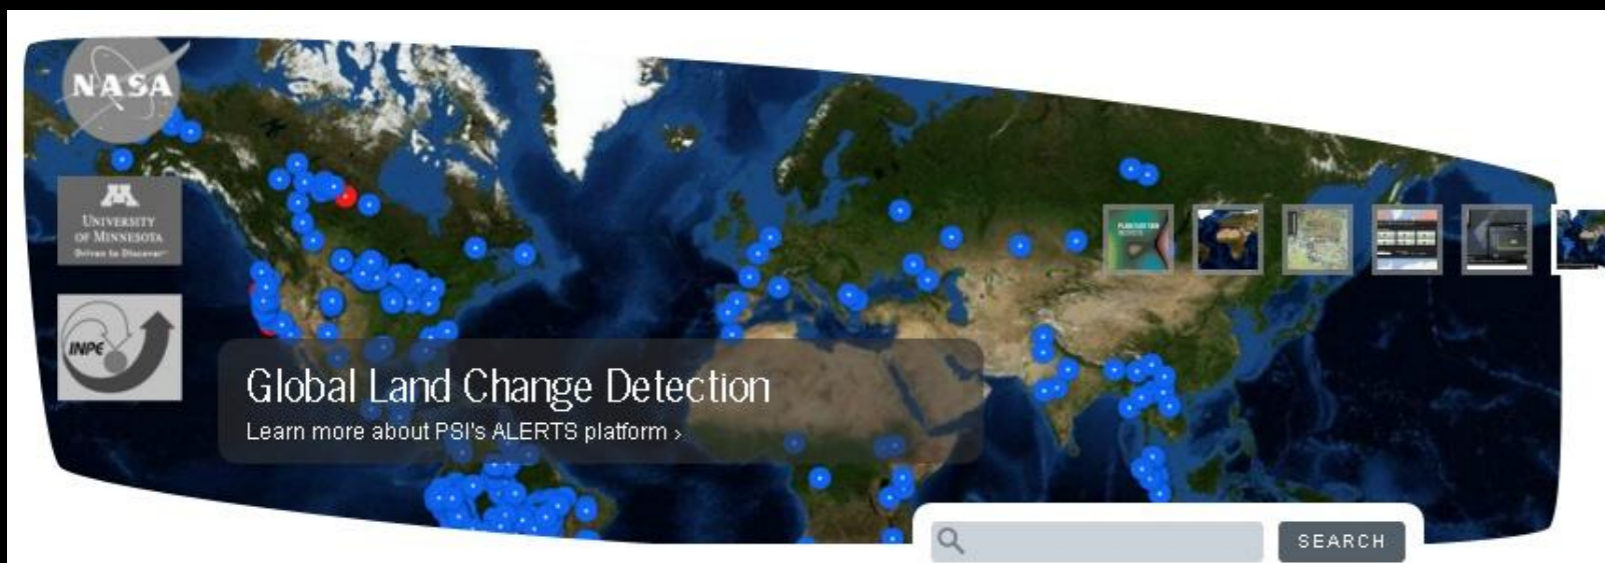 NASA
UNIVERSITY
OF MINNESOTA
Driven to Discover
INPE
Global Land Change Detection
Learn more about PSI's ALERTS platform ›
SEARCH